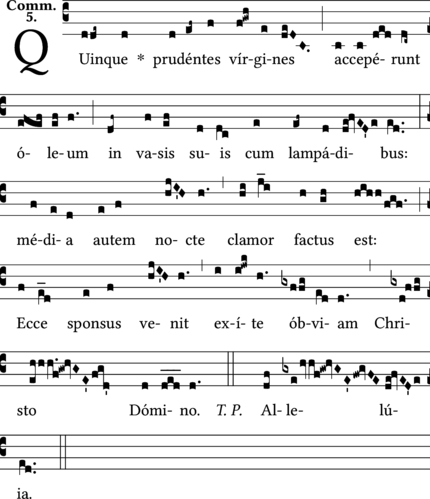 Comm.
5.
QUinque * prudéntes vír-gi-nes accepé-runt
ó-le-um in va-sis su-is cum lampá-di-bus:
mé-di-a autem no-cte clamor factus est:
Ecce sponsus ve-nit ex-í-te ób-vi-am Chri-
sto Dómi-no. T. P. Al-le-lú-
ia.